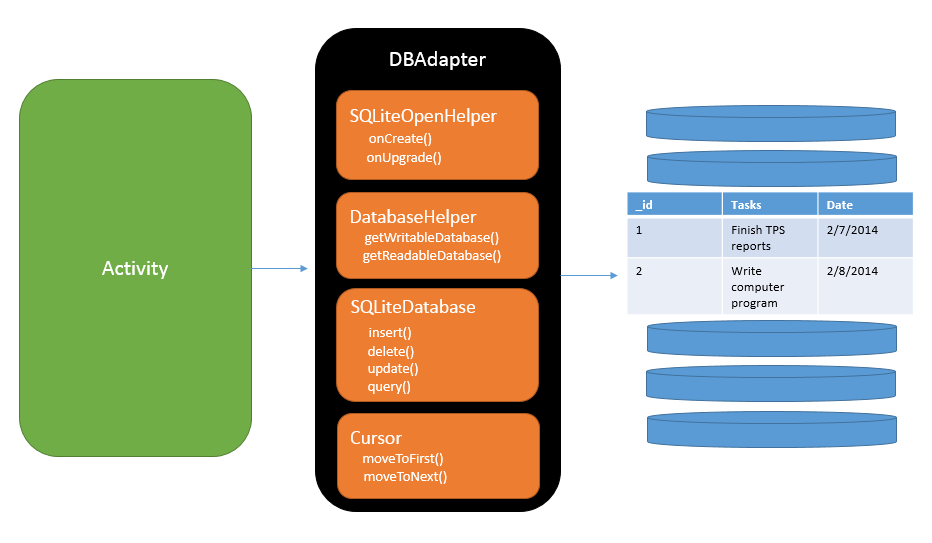 Activity
DBAdapter
SQLiteOpenHelper
onCreate()
onUpgrade()
DatabaseHelper
getWritableDatabase()
getReadableDatabase()
SQLiteDatabase
insert()
delete()
update()
query()
Cursor
moveToFirst()
moveToNext()
_id Tasks Date
1 Finish TPS 2/7/2014
reports
2 Write 2/8/2014
computer
program